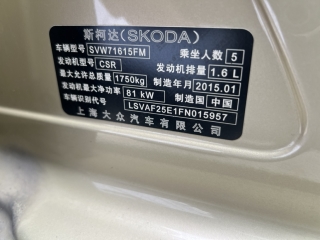 斯柯达(SKODA)
车辆型号 SVW71615FM 乘坐人数 5
发动机型号 CSR 发动机排量 1.6 L
最大允许总质量 1750kg 制造年月 2015.01
发动机最大净功率 81 kW 制造国 中国
车辆识别代号 LSVAF25E1FN015957
上海大众汽车有限公司